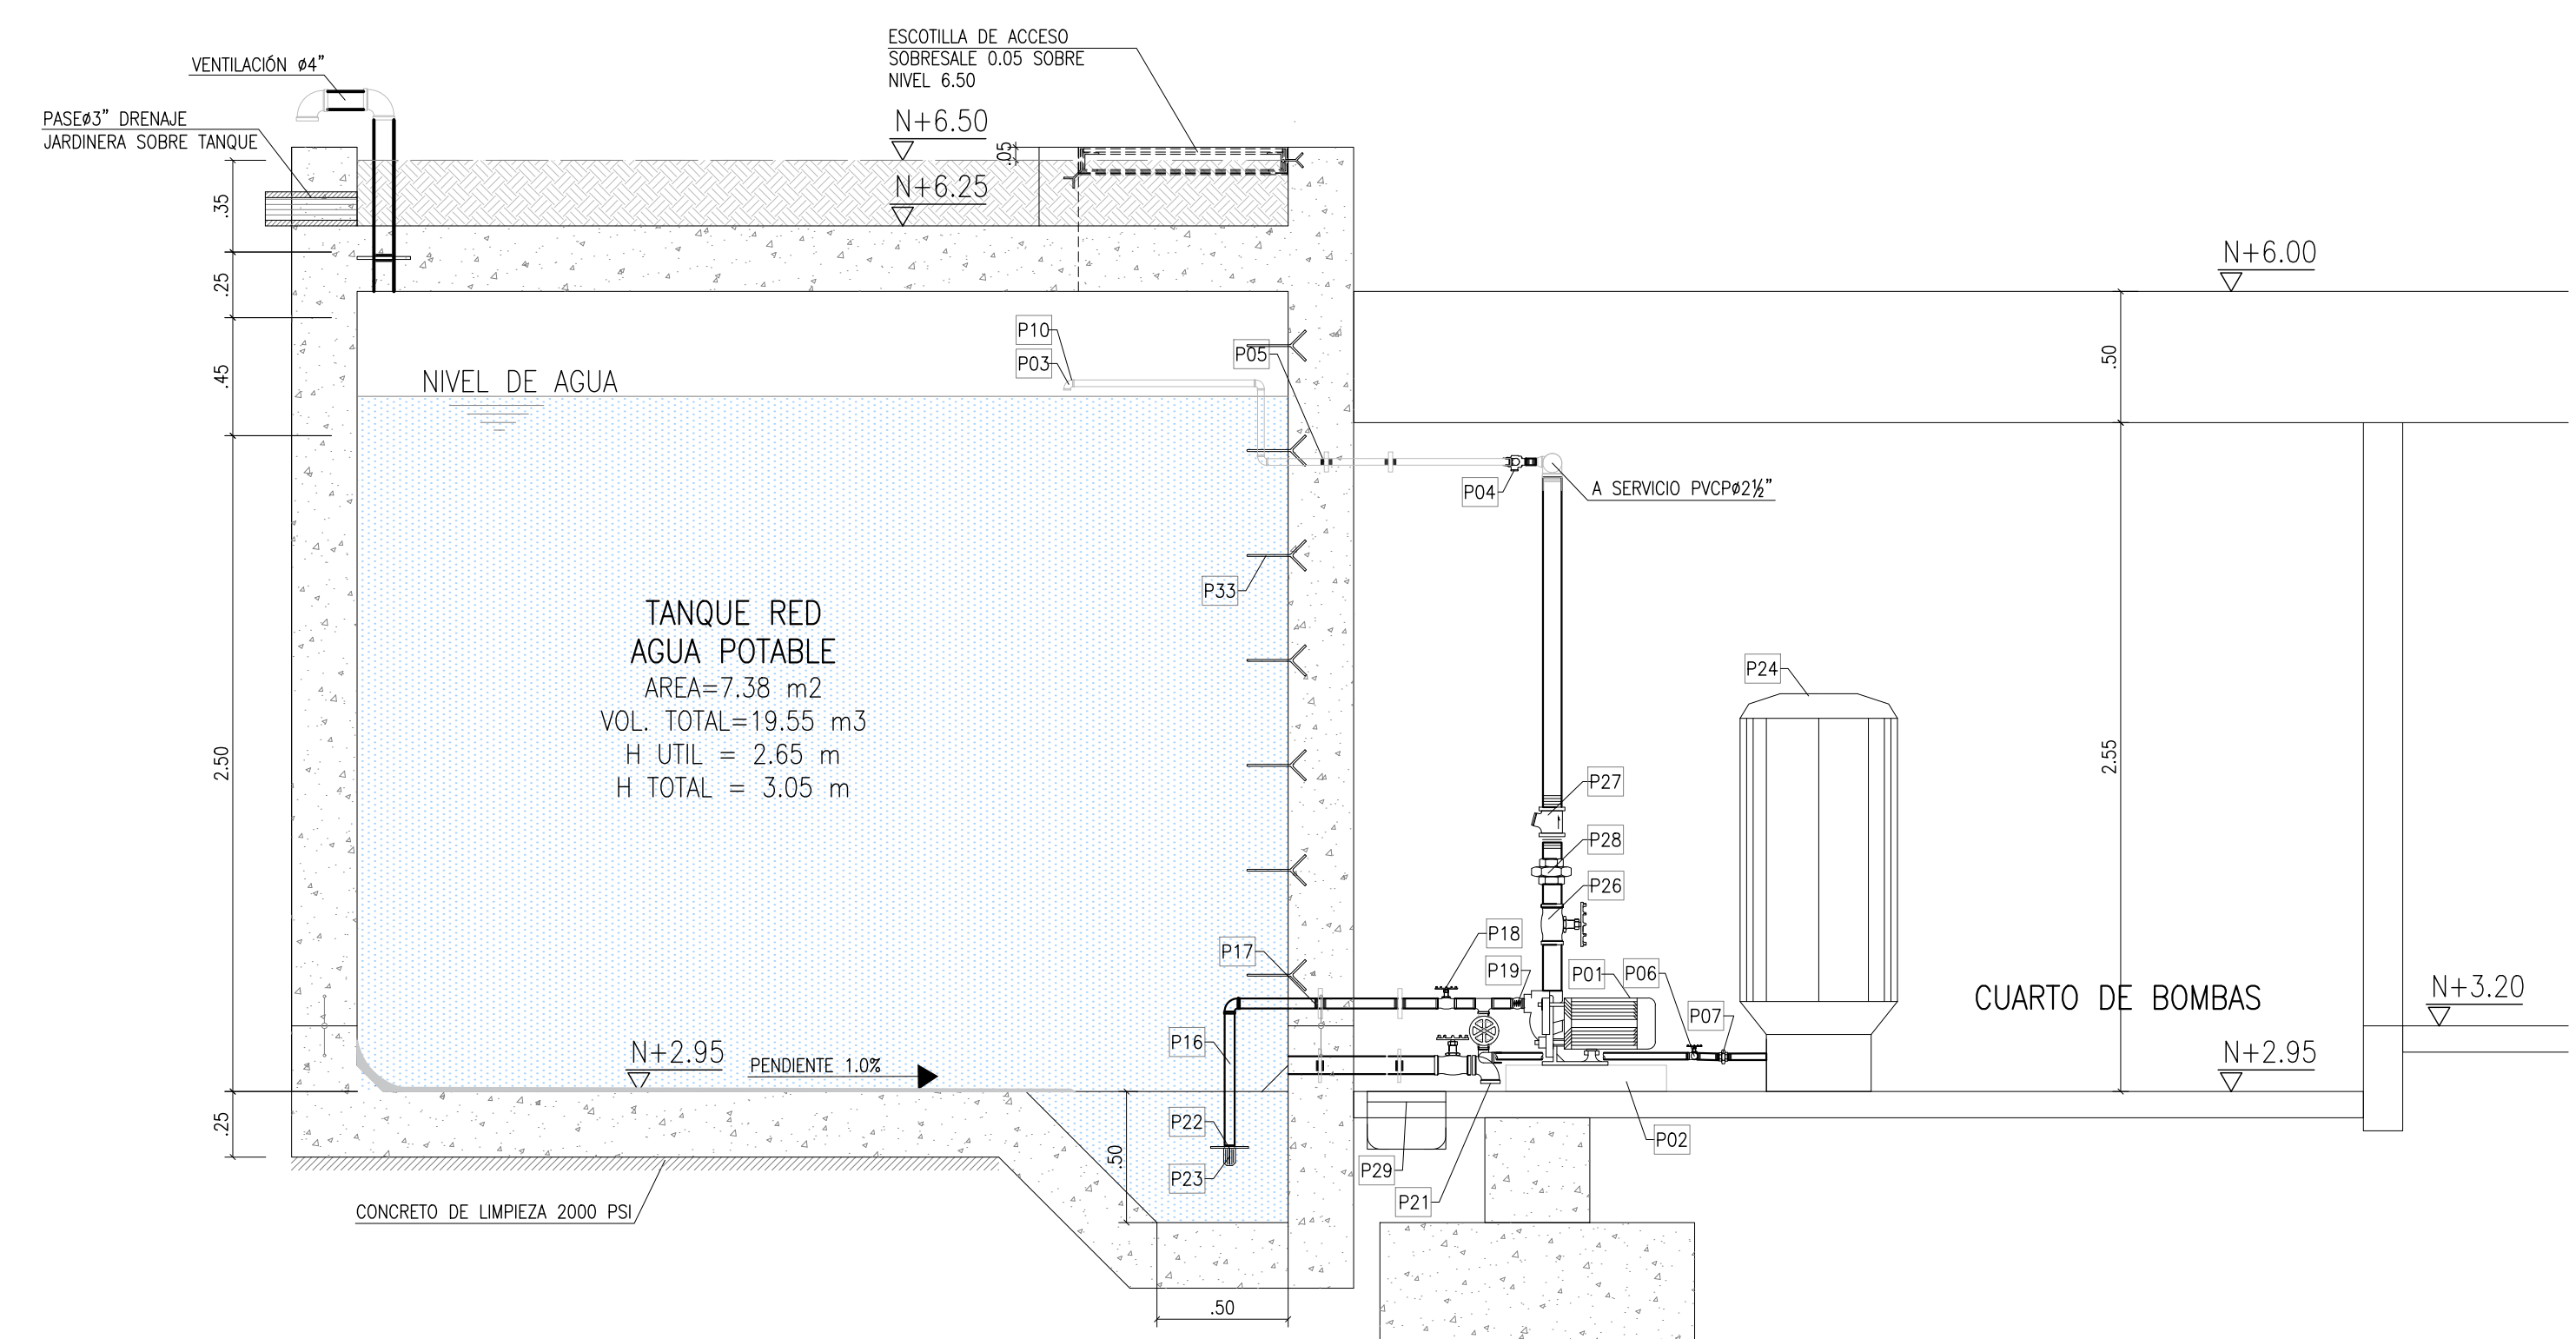 ESCOTILLA DE ACCESO
SOBRESALE 0.05 SOBRE
NIVEL 6.50
VENTILACIÓN ø4"
PASEø3" DRENAJE
JARDINERA SOBRE TANQUE
N+6.50
.05
N+6.25
.35
.25
.45
2.50
.25
N+6.00
.50
P10
P03
P05
NIVEL DE AGUA
P04
A SERVICIO PVCPø2½"
P33
TANQUE RED
AGUA POTABLE
AREA=7.38 m2
VOL. TOTAL=19.55 m3
H UTIL = 2.65 m
H TOTAL = 3.05 m
P24
2.55
P27
P28
P26
P17
P18
P19
P01
P06
P07
CUARTO DE BOMBAS
N+3.20
P16
N+2.95
PENDIENTE 1.0%
N+2.95
P22
P23
.50
P02
P29
P21
CONCRETO DE LIMPIEZA 2000 PSI
.50